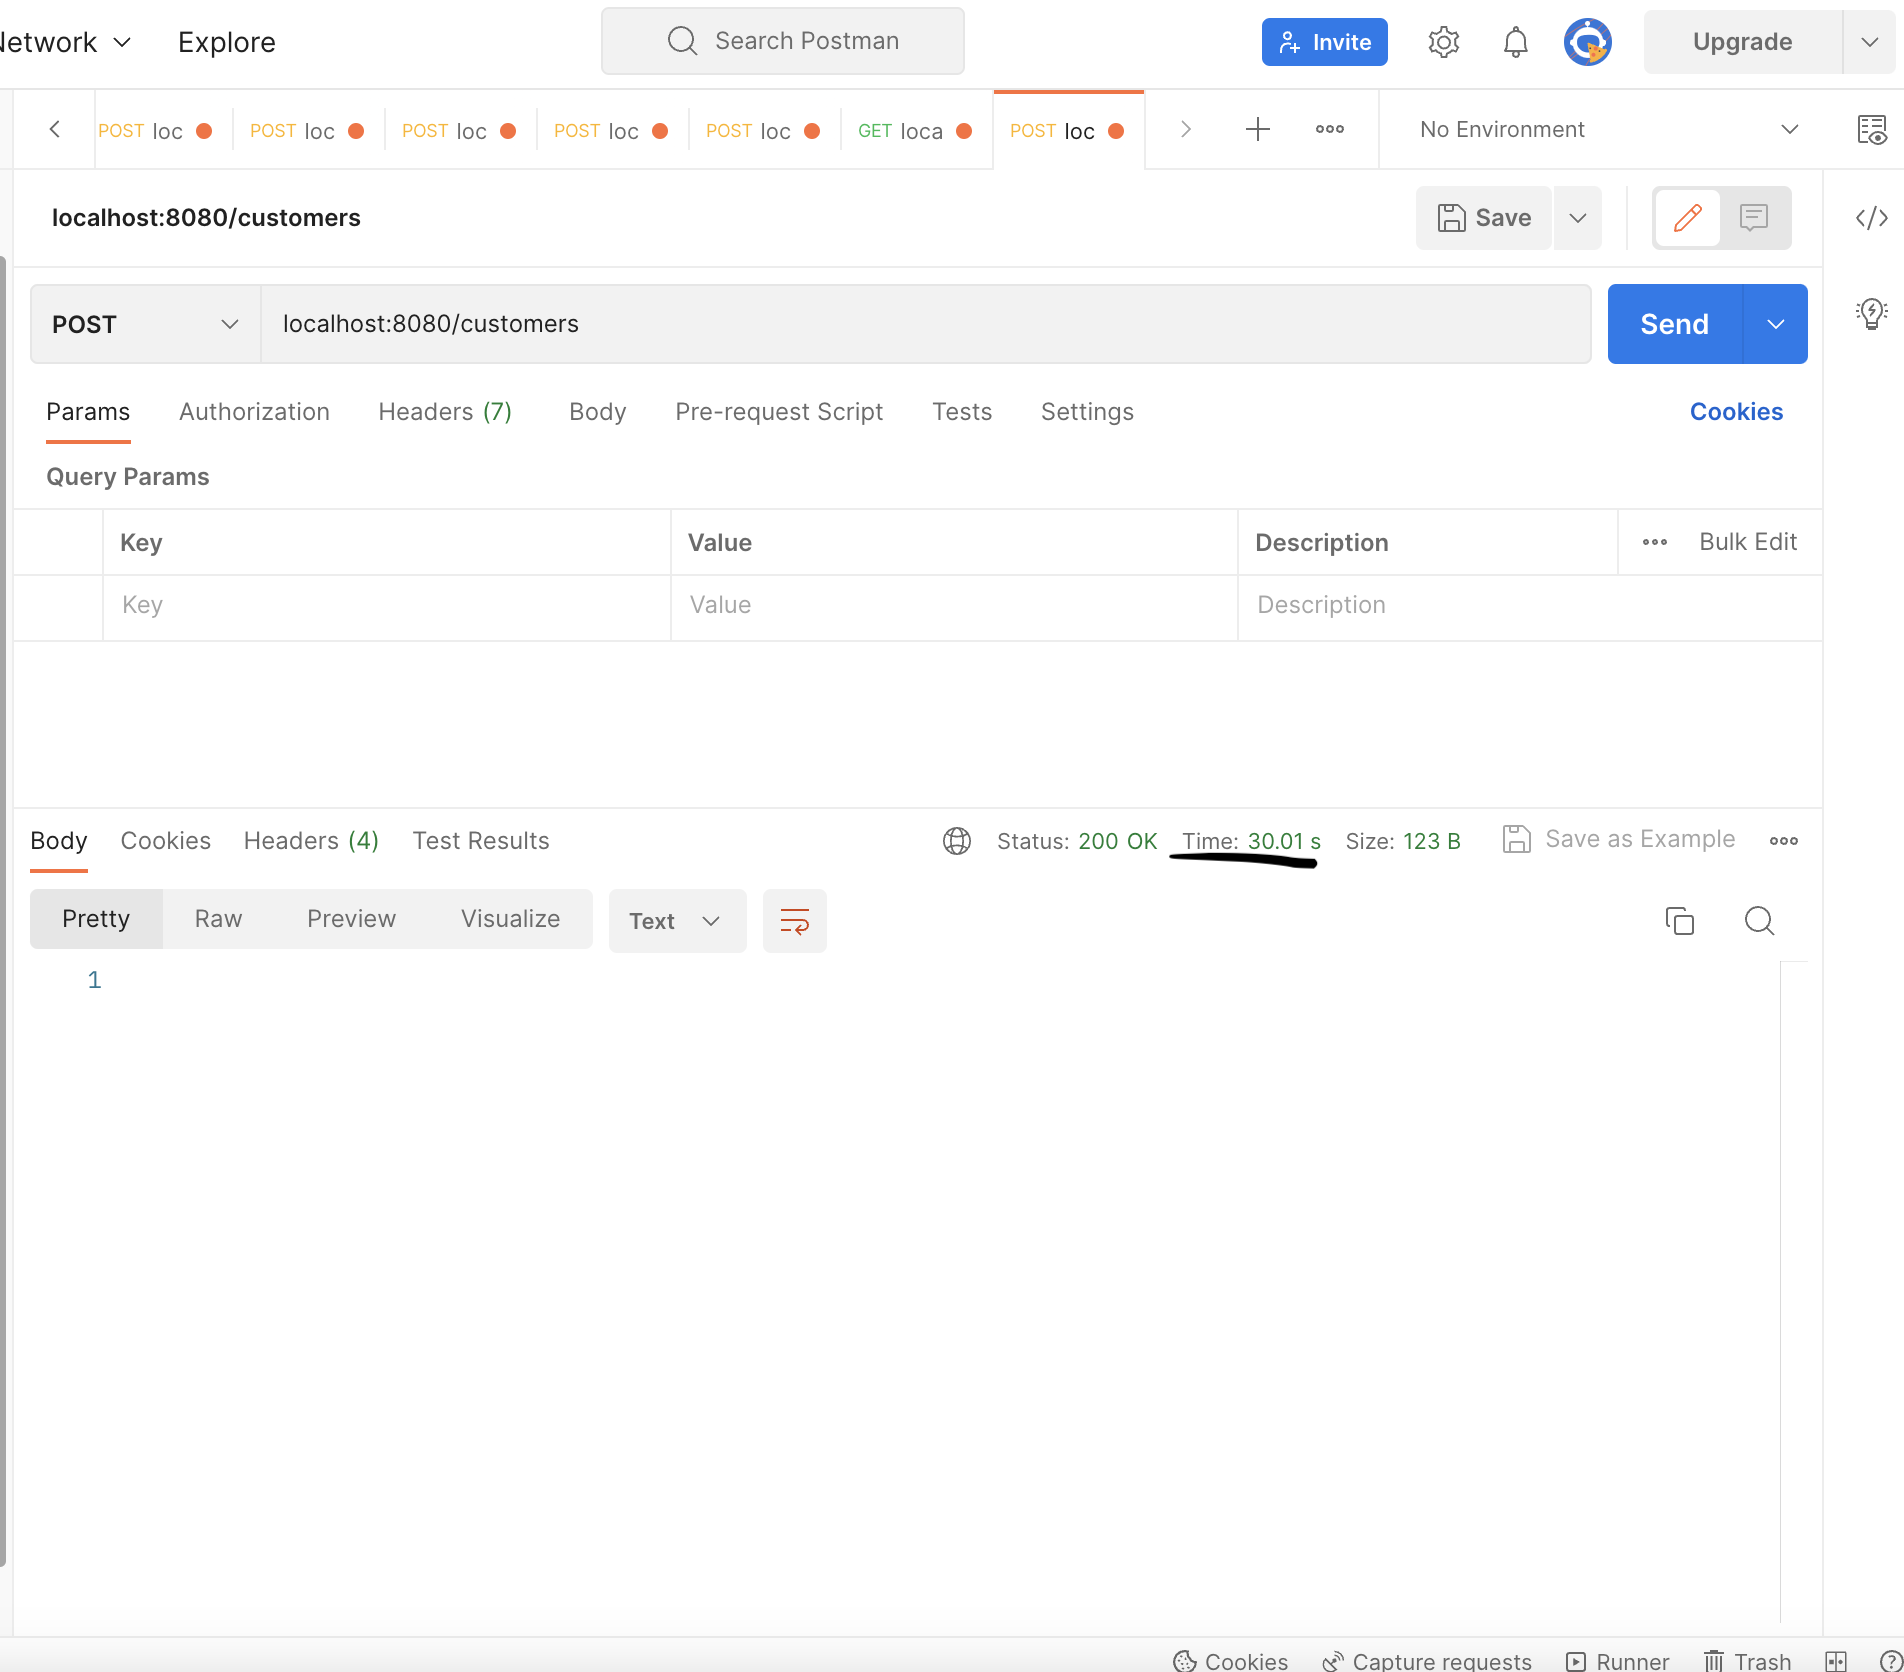 Network Explore Search Postman Invite Upgrade
POST loc POST loc POST loc POST loc POST loc GET loca POST loc No Environment
localhost:8080/customers Save
POST localhost:8080/customers Send
Params Authorization Headers (7) Body Pre-request Script Tests Settings Cookies
Query Params
Key Value Description Bulk Edit
Key Value Description
Body Cookies Headers (4) Test Results Status: 200 OK Time: 30.01 s Size: 123 B Save as Example
Pretty Raw Preview Visualize Text
1
Cookies Capture requests Runner Trash